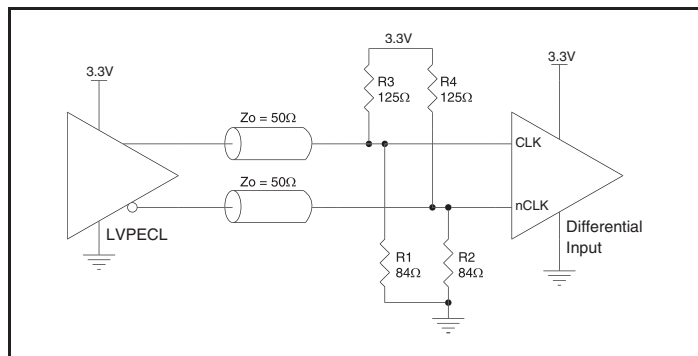 3.3V
3.3V
3.3V
R3
125Ω
R4
125Ω
Zo = 50Ω
CLK
Zo = 50Ω
nCLK
LVPECL
Differential
Input
R1
84Ω
R2
84Ω